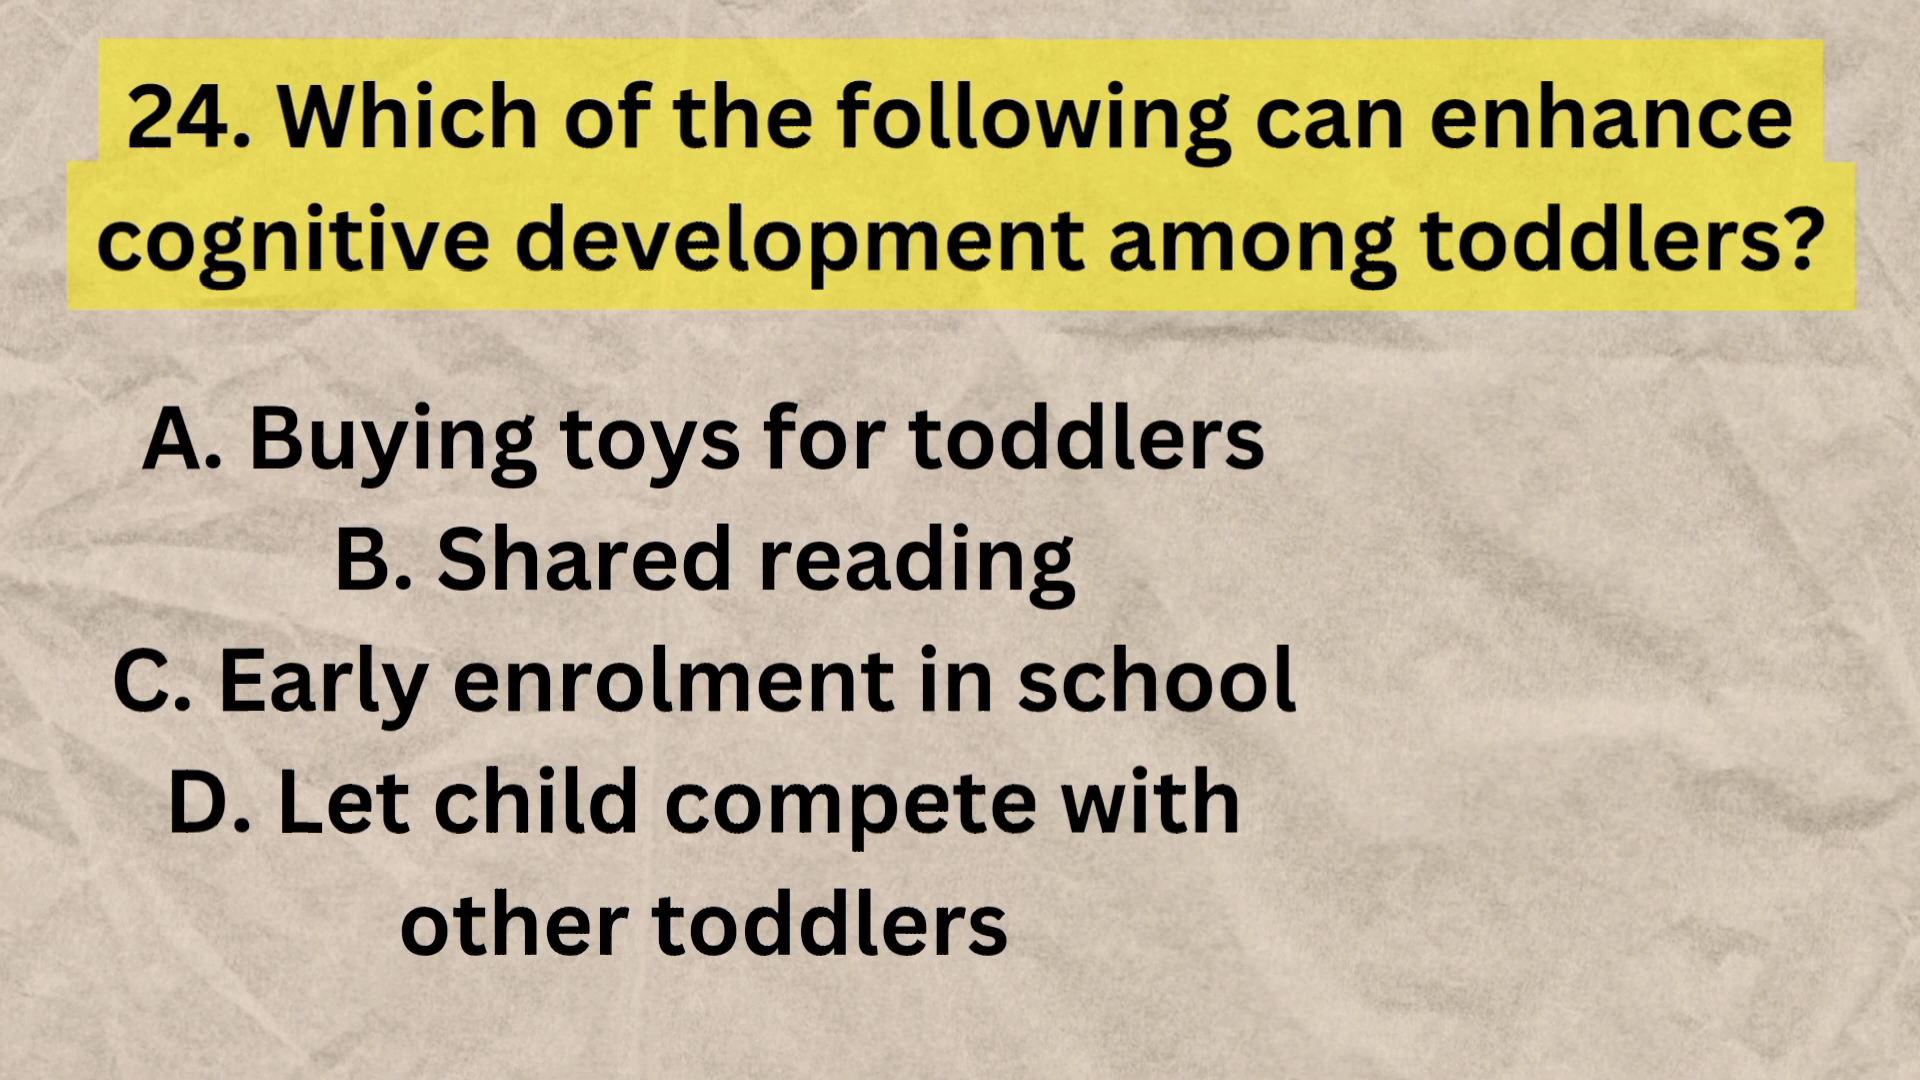 24. Which of the following can enhance
cognitive development among toddlers?
A. Buying toys for toddlers
B. Shared reading
C. Early enrolment in school
D. Let child compete with
other toddlers